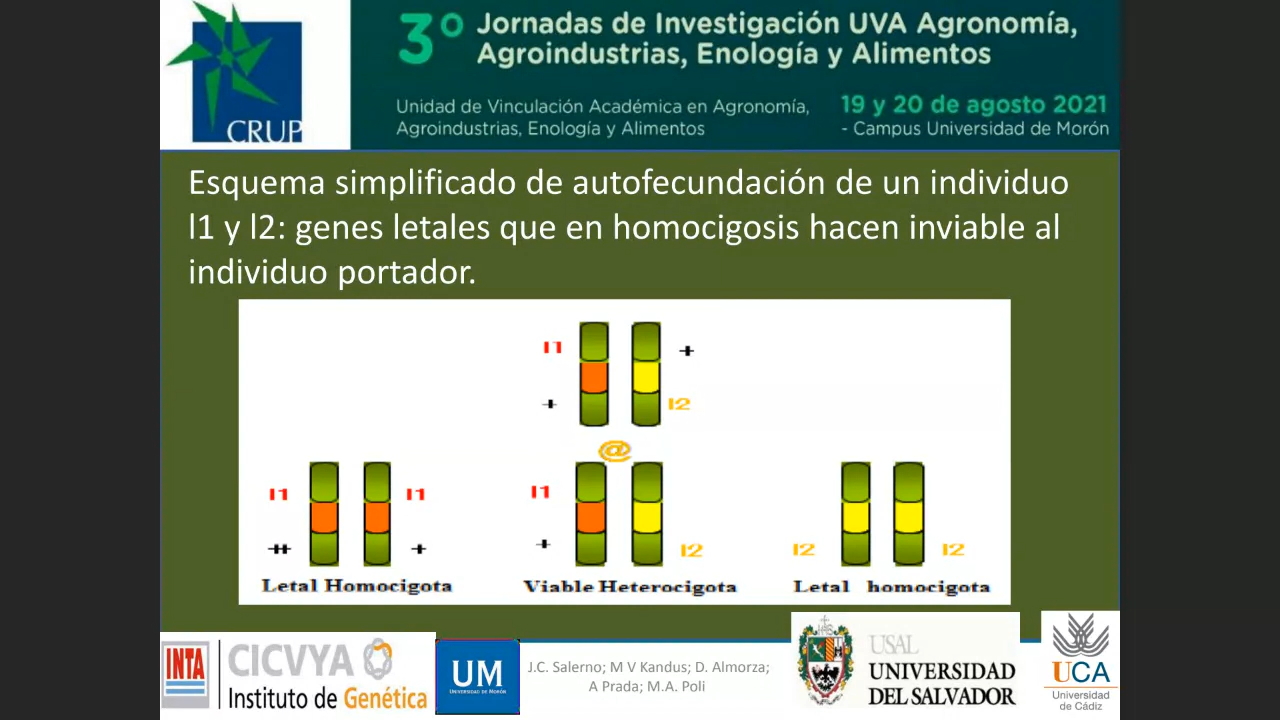 CRUP
3º Jornadas de Investigación UVA Agronomía,
Agroindustrias, Enología y Alimentos
Unidad de Vinculación Académica en Agronomía,
Agroindustrias, Enología y Alimentos
19 y 20 de agosto 2021
- Campus Universidad de Morón
Esquema simplificado de autofecundación de un individuo
l1 y l2: genes letales que en homocigosis hacen inviable al
individuo portador.
l1 +
+ l2
@
l1 l1 l1
++ + + l2 l2 l2
Letal Homocigota Viable Heterocigota Letal homocigota
INTA
CICVYA
Instituto de Genética
UM
UNIVERSIDAD DE MORÓN
J.C. Salerno; M V Kandus; D. Almorza;
A Prada; M.A. Poli
USAL
UNIVERSIDAD
DEL SALVADOR
UCA
Universidad
de Cádiz